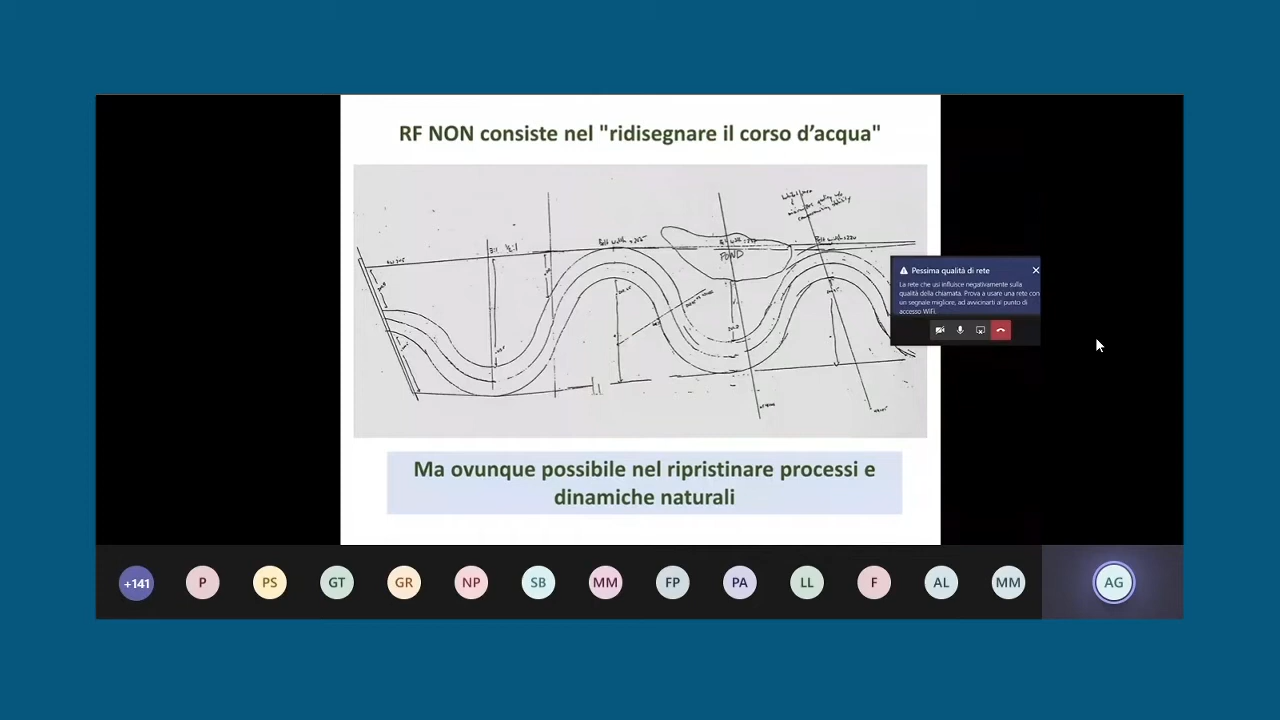 RF NON consiste nel "ridisegnare il corso d'acqua"
POND
Pessima qualità di rete
La rete che usi influisce negativamente sulla
qualità della chiamata. Prova a usare una rete con
un segnale migliore, ad avvicinarti al punto di
accesso WiFi.
Ma ovunque possibile nel ripristinare processi e
dinamiche naturali
+141
P
PS
GT
GR
NP
SB
MM
FP
PA
LL
F
AL
MM
AG